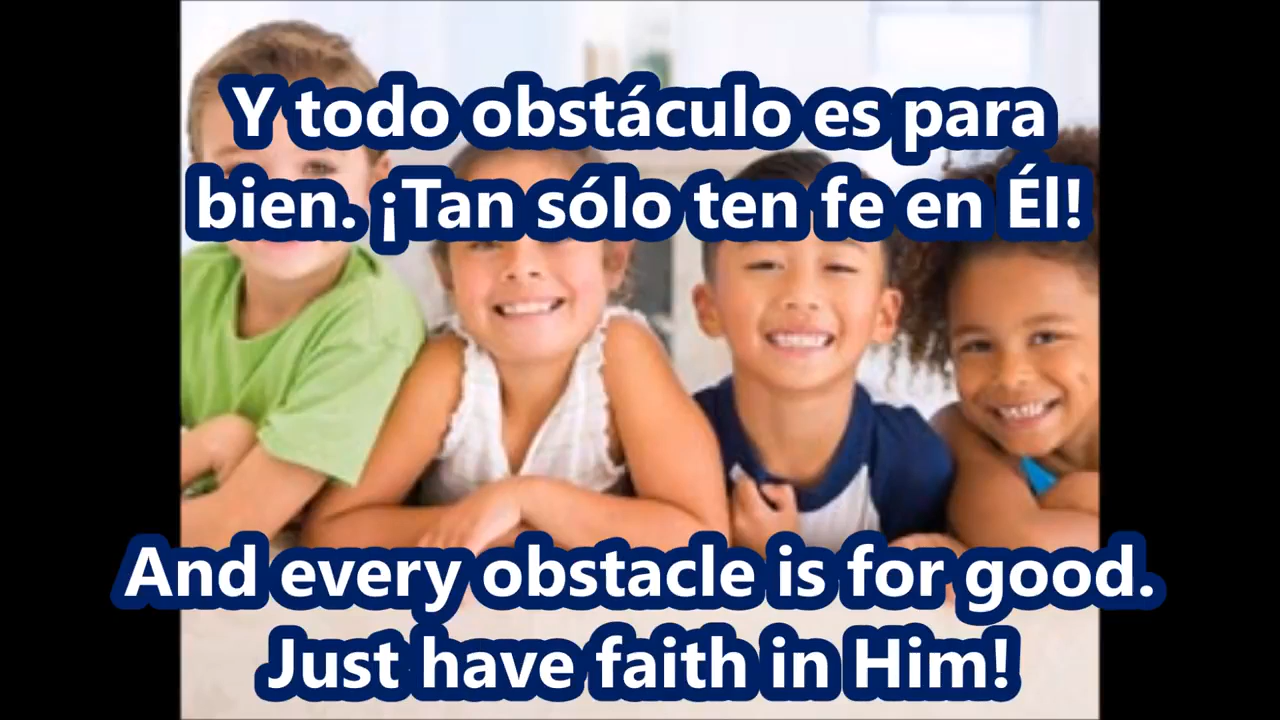 Y todo obstáculo es para
bien. ¡Tan sólo ten fe en Él!
And every obstacle is for good.
Just have faith in Him!